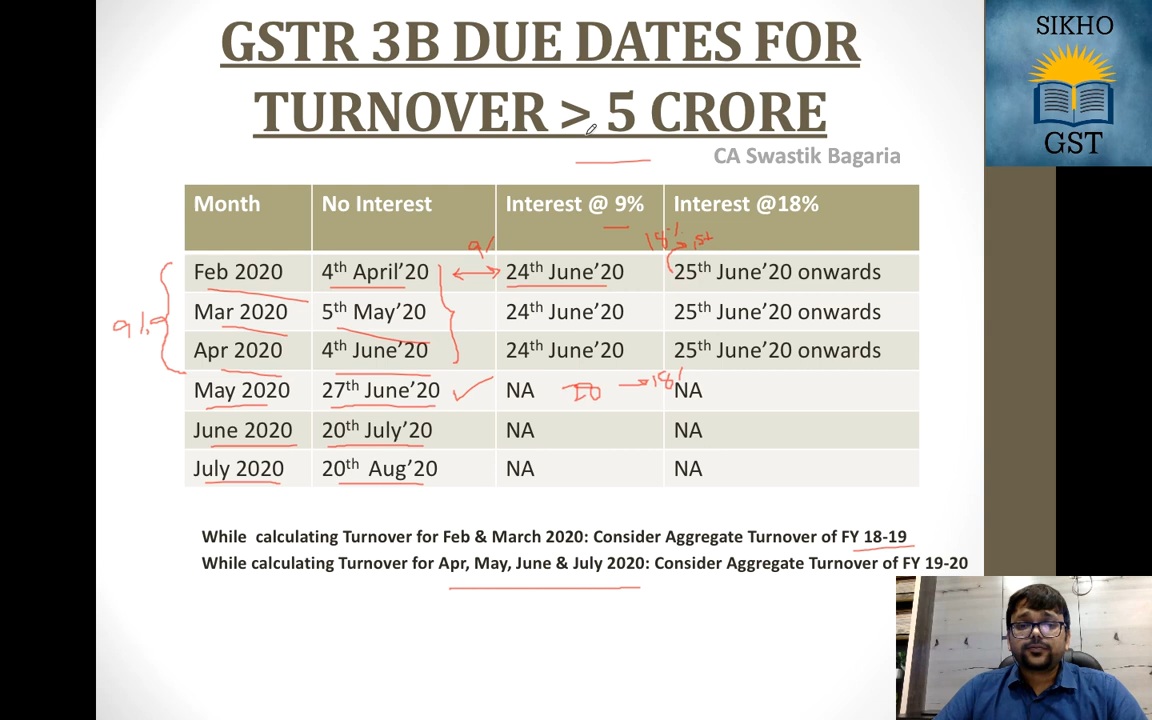 GSTR 3B DUE DATES FOR
TURNOVER > 5 CRORE
SIKHO
GST
CA Swastik Bagaria
Month No Interest Interest @ 9% Interest @18%
9% 18% 1st
Feb 2020 4th April'20 24th June'20 25th June'20 onwards
Mar 2020 5th May'20 24th June'20 25th June'20 onwards
9%
Apr 2020 4th June'20 24th June'20 25th June'20 onwards
May 2020 27th June'20 NA 18% NA
June 2020 20th July'20 NA NA
July 2020 20th Aug'20 NA NA
While calculating Turnover for Feb & March 2020: Consider Aggregate Turnover of FY 18-19
While calculating Turnover for Apr, May, June & July 2020: Consider Aggregate Turnover of FY 19-20